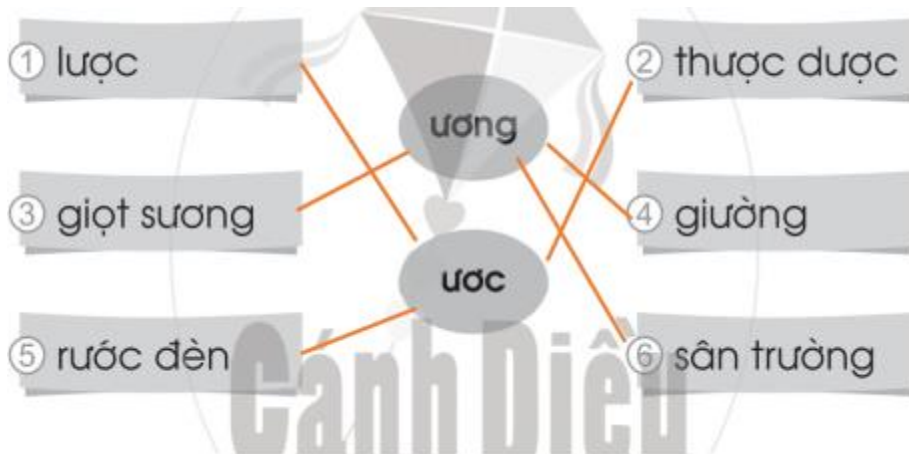 1 lược
2 thược dược
ương
3 giọt sương
4 giường
ươc
5 rước đèn
6 sân trường
Cánh Diều